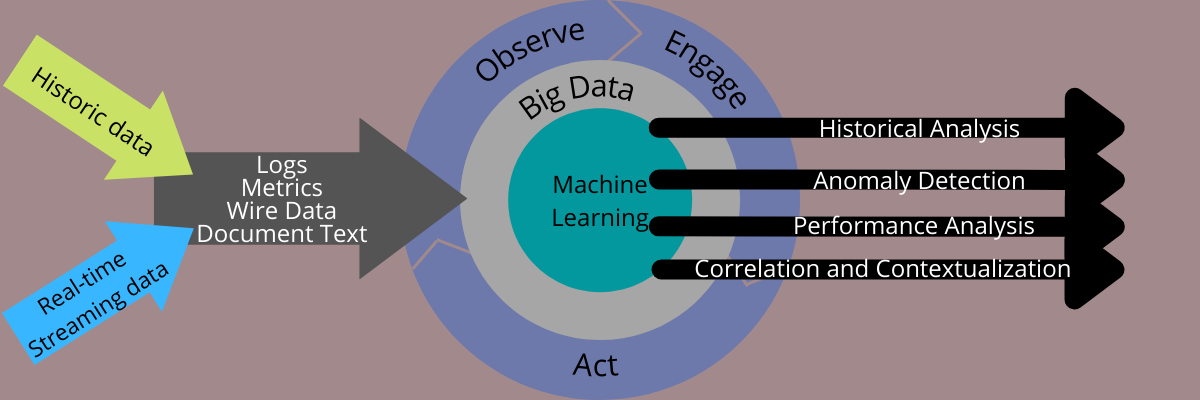 Historic data
Real-time
Streaming data
Logs
Metrics
Wire Data
Document Text
Observe
Engage
Act
Big Data
Machine
Learning
Historical Analysis
Anomaly Detection
Performance Analysis
Correlation and Contextualization